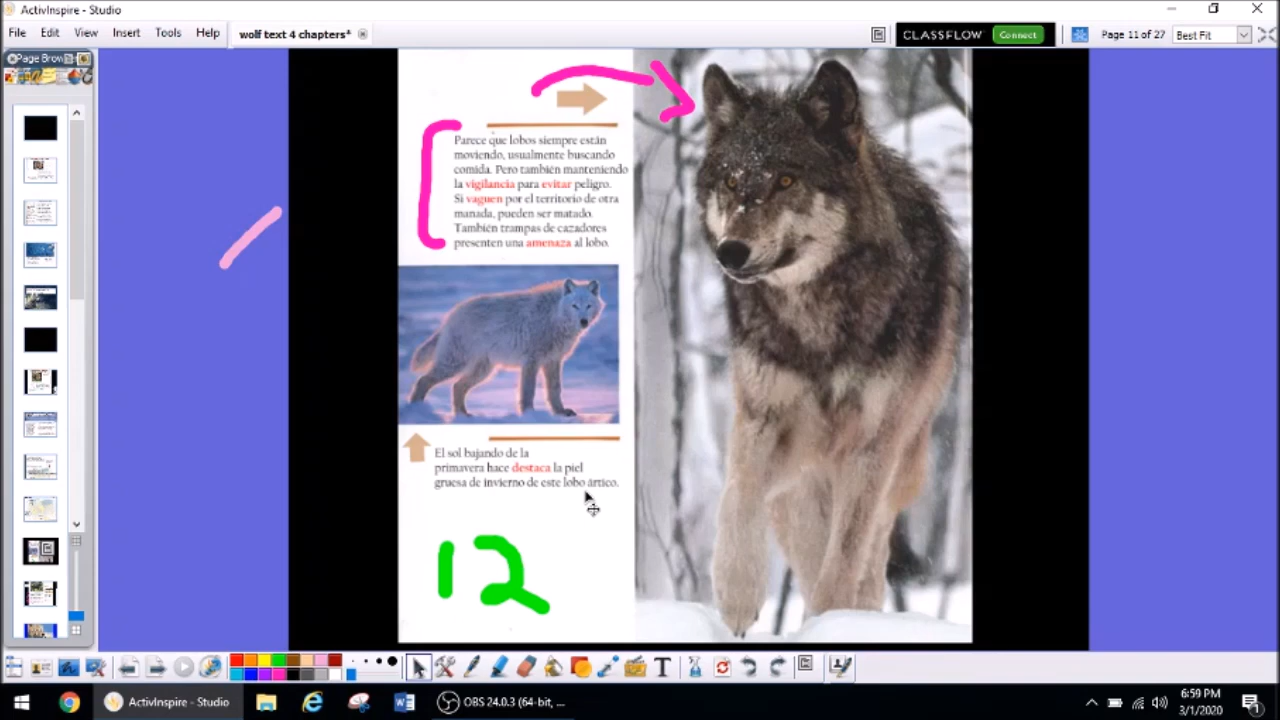 ActivInspire - Studio
File Edit View Insert Tools Help
wolf text 4 chapters*
CLASSFLOW Connect
Page 11 of 27
Best Fit
Page Brow
Parece que lobos siempre están
moviendo, usualmente buscando
comida. Pero también manteniendo
la vigilancia para evitar peligro.
Si vaguen por el territorio de otra
manada, pueden ser matado.
También trampas de cazadores
presenten una amenaza al lobo.
El sol bajando de la
primavera hace destaca la piel
gruesa de invierno de este lobo ártico.
12
ActivInspire - Studio
OBS 24.0.3 (64-bit, ...
6:59 PM
3/1/2020